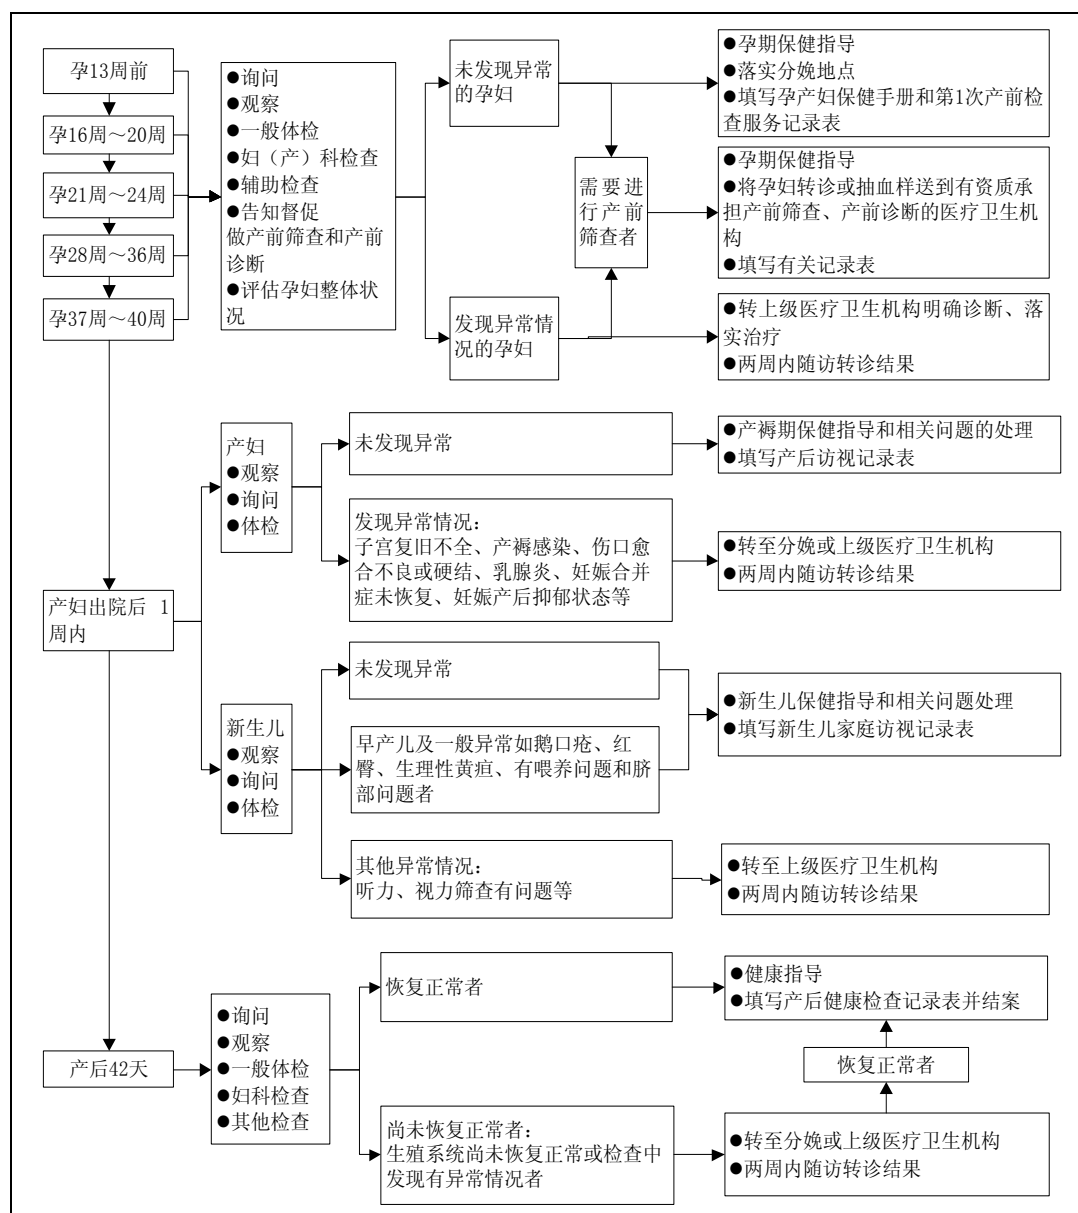 孕13周前
孕16周～20周
孕21周～24周
孕28周～36周
孕37周～40周
●询问
●观察
●一般体检
●妇（产）科检查
●辅助检查
●告知督促
做产前筛查和产前
诊断
●评估孕妇整体状
况
未发现异常
的孕妇
需要进
行产前
筛查者
发现异常情
况的孕妇
●孕期保健指导
●落实分娩地点
●填写孕产妇保健手册和第1次产前检
查服务记录表
●孕期保健指导
●将孕妇转诊或抽血样送到有资质承
担产前筛查、产前诊断的医疗卫生机
构
●填写有关记录表
●转上级医疗卫生机构明确诊断、落
实治疗
●两周内随访转诊结果
产妇出院后 1
周内
产妇
●观察
●询问
●体检
未发现异常
●产褥期保健指导和相关问题的处理
●填写产后访视记录表
发现异常情况：
子宫复旧不全、产褥感染、伤口愈
合不良或硬结、乳腺炎、妊娠合并
症未恢复、妊娠产后抑郁状态等
●转至分娩或上级医疗卫生机构
●两周内随访转诊结果
新生儿
●观察
●询问
●体检
未发现异常
早产儿及一般异常如鹅口疮、红
臀、生理性黄疸、有喂养问题和脐
部问题者
●新生儿保健指导和相关问题处理
●填写新生儿家庭访视记录表
其他异常情况：
听力、视力筛查有问题等
●转至上级医疗卫生机构
●两周内随访转诊结果
产后42天
●询问
●观察
●一般体检
●妇科检查
●其他检查
恢复正常者
●健康指导
●填写产后健康检查记录表并结案
恢复正常者
尚未恢复正常者：
生殖系统尚未恢复正常或检查中
发现有异常情况者
●转至分娩或上级医疗卫生机构
●两周内随访转诊结果